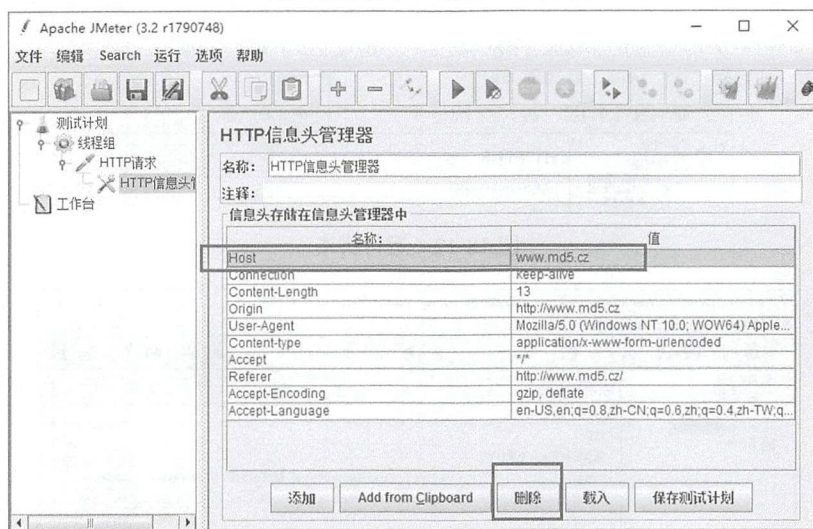 Apache JMeter (3.2 r1790748)
文件 编辑 Search 运行 选项 帮助
测试计划
线程组
HTTP请求
HTTP信息头管
工作台
HTTP信息头管理器
名称: HTTP信息头管理器
注释:
信息头存储在信息头管理器中
名称: 值
Host www.md5.cz
Connection keep-alive
Content-Length 13
Origin http://www.md5.cz
User-Agent Mozilla/5.0 (Windows NT 10.0; WOW64) Apple...
Content-type application/x-www-form-urlencoded
Accept */*
Referer http://www.md5.cz/
Accept-Encoding gzip, deflate
Accept-Language en-US,en;q=0.8,zh-CN;q=0.6,zh;q=0.4,zh-TW;q...
添加 Add from Clipboard 删除 载入 保存测试计划